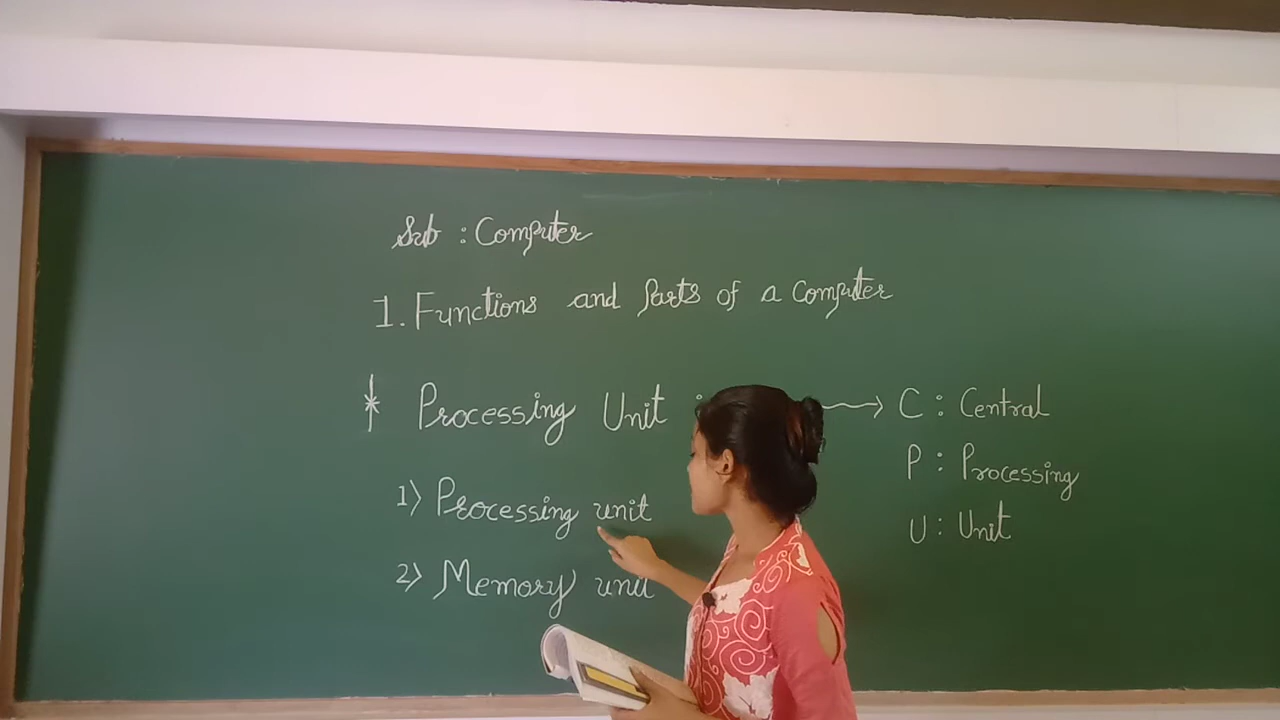 Sub : Computer
1. Functions and Parts of a Computer
* Processing Unit : → C : Central
P : Processing
1) Processing unit
U : Unit
2) Memory unit